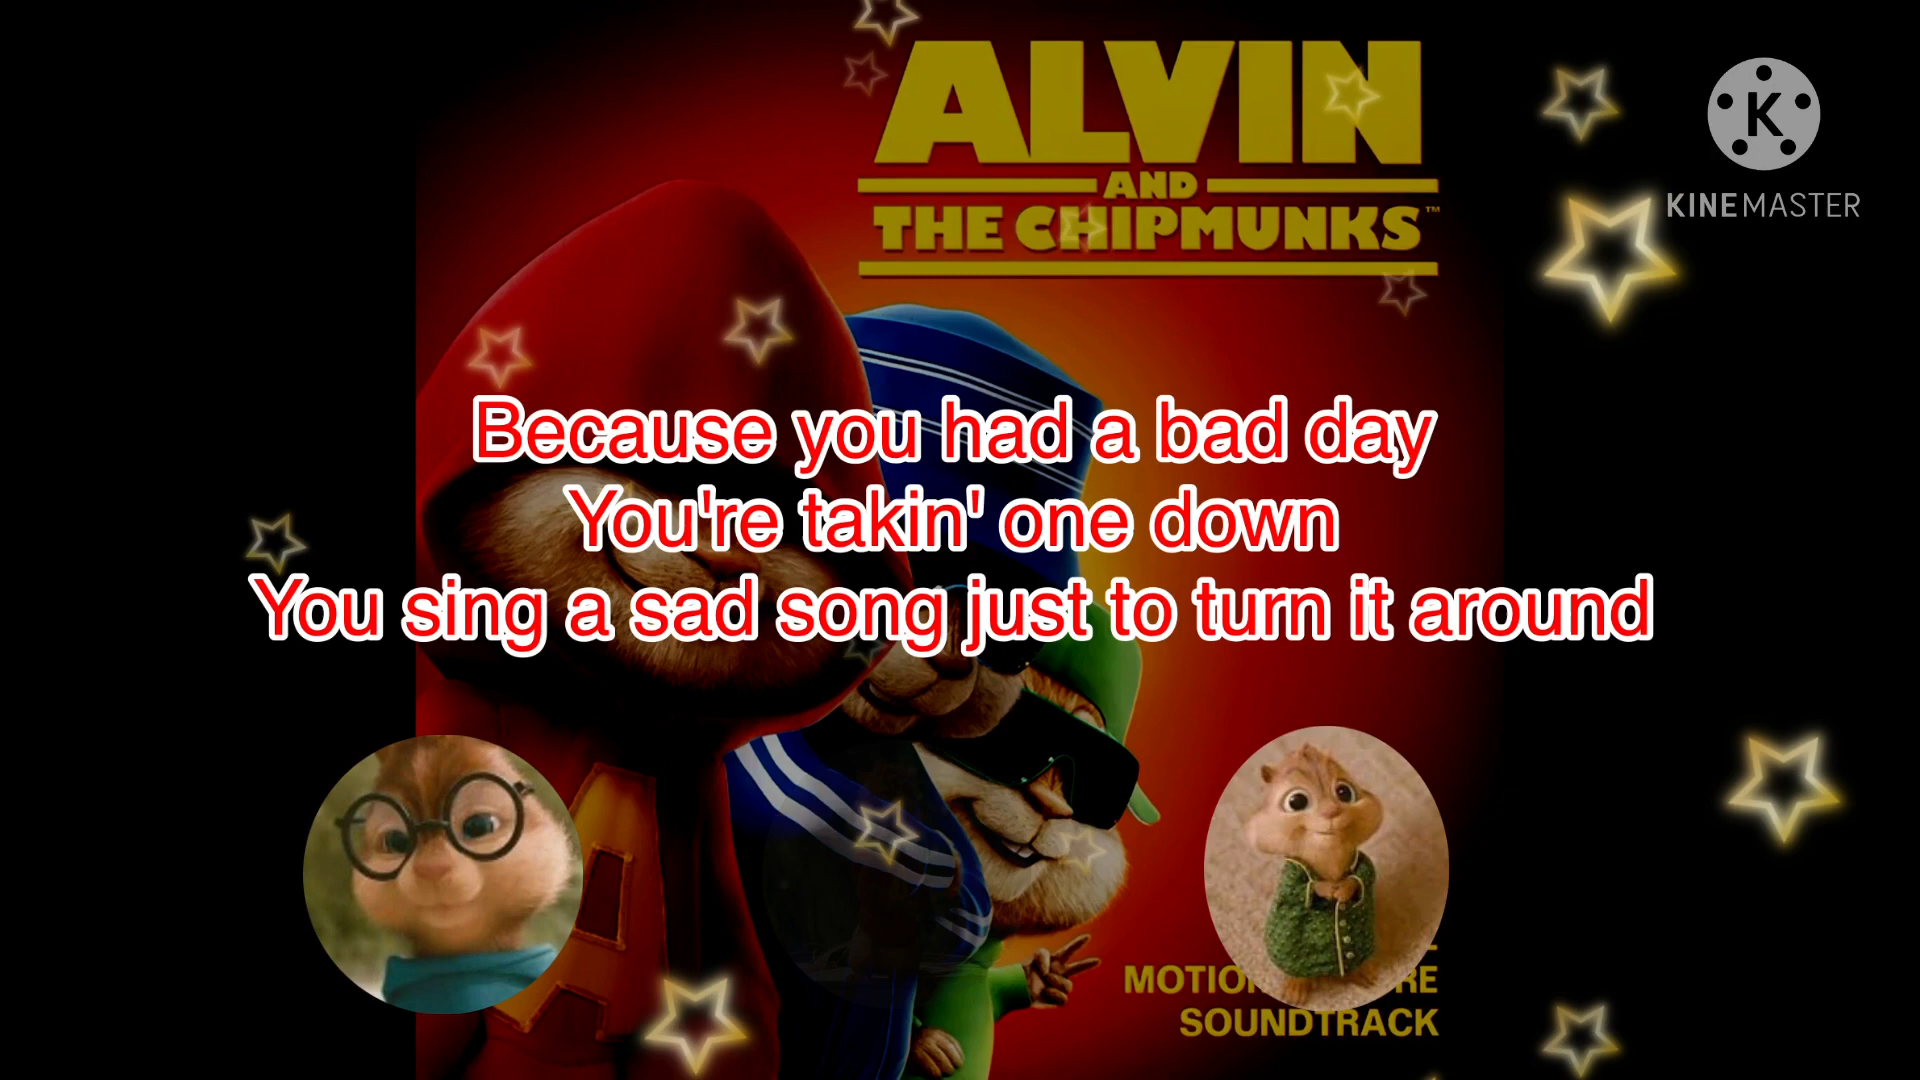 ALVIN
AND
THE CHIPMUNKS™
K
KINEMASTER
Because you had a bad day
You're takin' one down
You sing a sad song just to turn it around
SOUNDTRACK